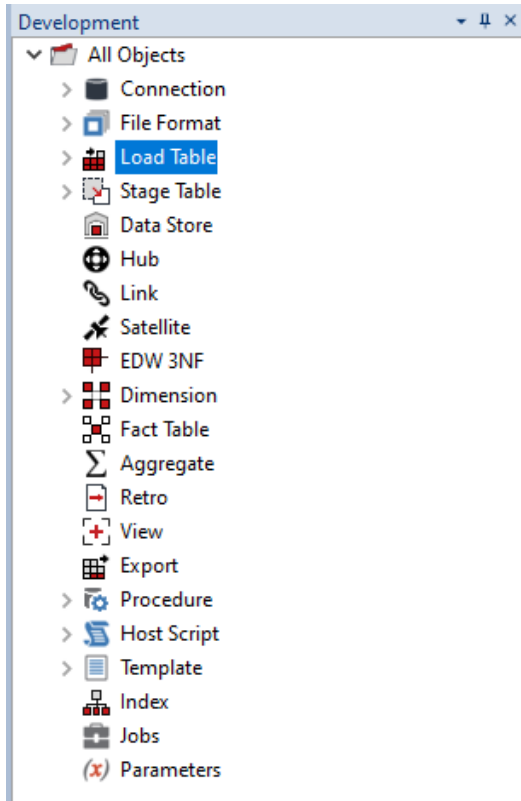 Development
All Objects
Connection
File Format
Load Table
Stage Table
Data Store
Hub
Link
Satellite
EDW 3NF
Dimension
Fact Table
Aggregate
Retro
View
Export
Procedure
Host Script
Template
Index
Jobs
(x) Parameters